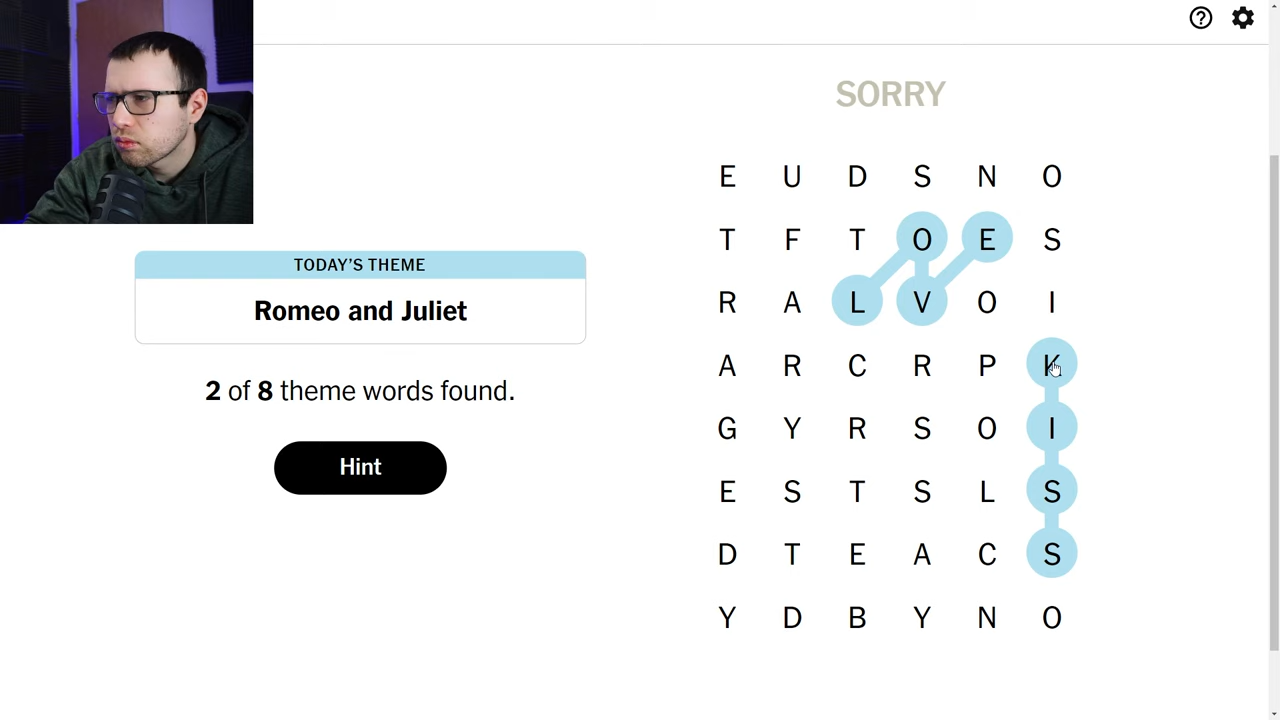 SORRY
TODAY'S THEME
Romeo and Juliet
2 of 8 theme words found.
Hint
E U D S N O
T F T O E S
R A L V O I
A R C R P K
G Y R S O I
E S T S L S
D T E A C S
Y D B Y N O